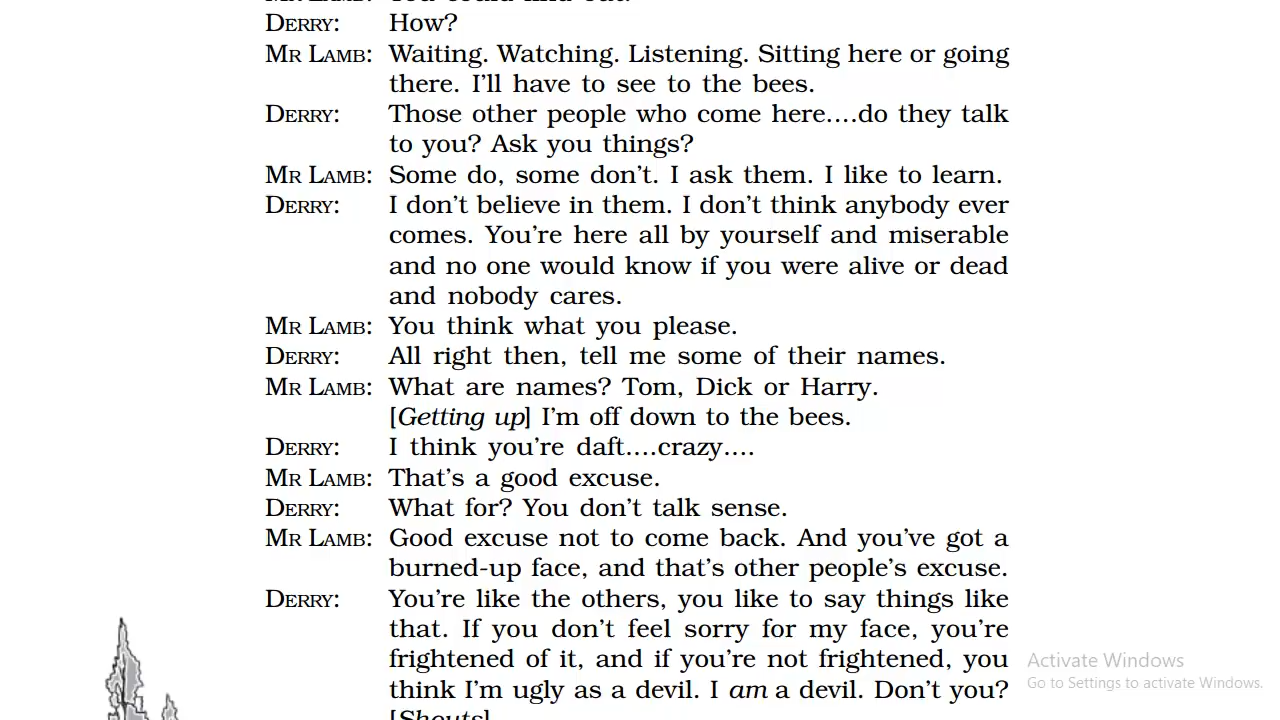 DERRY: How?
MR LAMB: Waiting. Watching. Listening. Sitting here or going
there. I'll have to see to the bees.
DERRY: Those other people who come here....do they talk
to you? Ask you things?
MR LAMB: Some do, some don't. I ask them. I like to learn.
DERRY: I don't believe in them. I don't think anybody ever
comes. You're here all by yourself and miserable
and no one would know if you were alive or dead
and nobody cares.
MR LAMB: You think what you please.
DERRY: All right then, tell me some of their names.
MR LAMB: What are names? Tom, Dick or Harry.
[Getting up] I'm off down to the bees.
DERRY: I think you're daft....crazy....
MR LAMB: That's a good excuse.
DERRY: What for? You don't talk sense.
MR LAMB: Good excuse not to come back. And you've got a
burned-up face, and that's other people's excuse.
DERRY: You're like the others, you like to say things like
that. If you don't feel sorry for my face, you're
frightened of it, and if you're not frightened, you
think I'm ugly as a devil. I am a devil. Don't you?
[Shouts]
Activate Windows
Go to Settings to activate Windows.